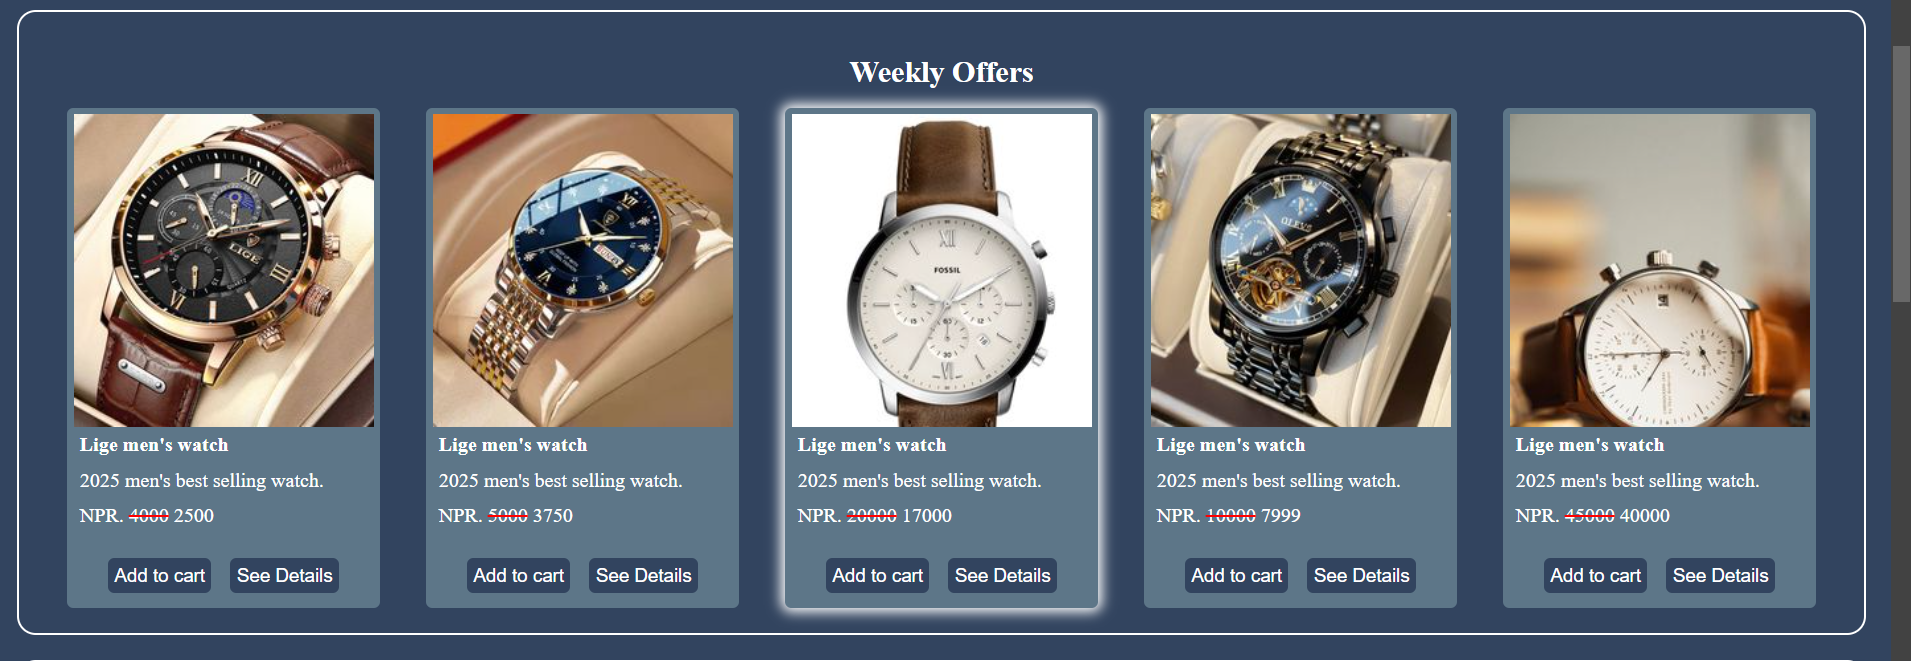 Weekly Offers
LIGE
FOSSIL
OLEVS
Lige men's watch
2025 men's best selling watch.
NPR. 4000 2500
Add to cart See Details
Lige men's watch
2025 men's best selling watch.
NPR. 5000 3750
Add to cart See Details
Lige men's watch
2025 men's best selling watch.
NPR. 20000 17000
Add to cart See Details
Lige men's watch
2025 men's best selling watch.
NPR. 10000 7999
Add to cart See Details
Lige men's watch
2025 men's best selling watch.
NPR. 45000 40000
Add to cart See Details